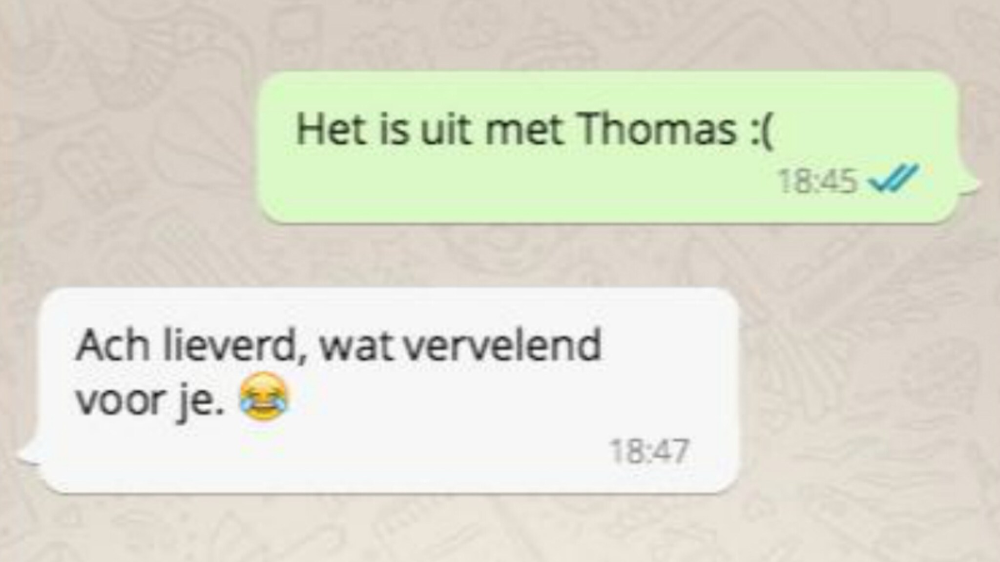 Het is uit met Thomas :(
18:45
Ach lieverd, wat vervelend
voor je. 😂
18:47